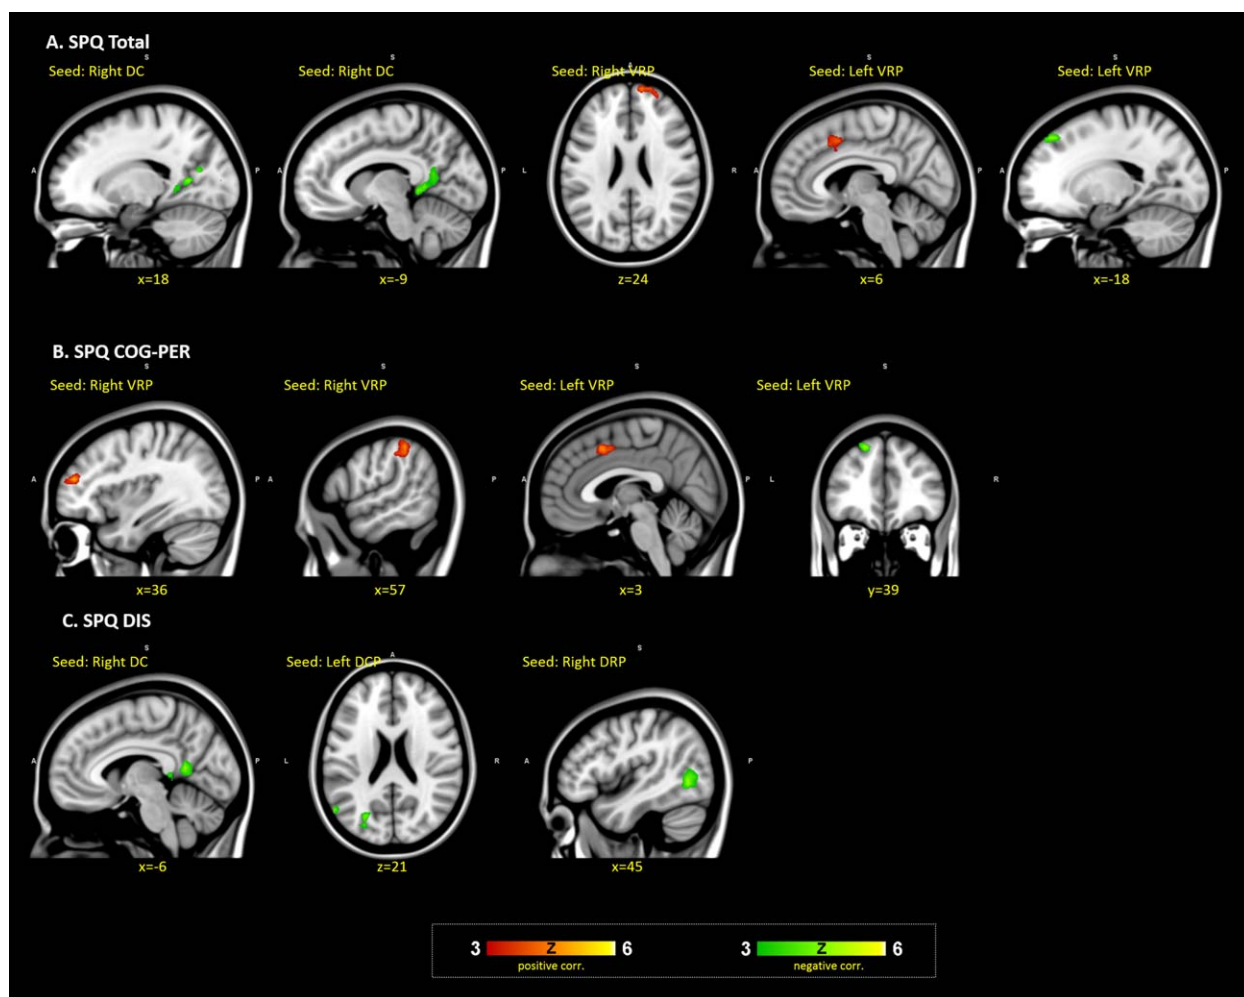 A. SPQ Total
S S S S S
Seed: Right DC Seed: Right DC Seed: Right VRP Seed: Left VRP Seed: Left VRP
A P A P L R A P A P
x=18 x=-9 z=24 x=6 x=-18
B. SPQ COG-PER
S S S S
Seed: Right VRP Seed: Right VRP Seed: Left VRP Seed: Left VRP
A P A P A P L R
x=36 x=57 x=3 y=39
C. SPQ DIS
S A S
Seed: Right DC Seed: Left DCP Seed: Right DRP
A P L R A P
x=-6 z=21 x=45
3 Z 6 3 Z 6
positive corr. negative corr.